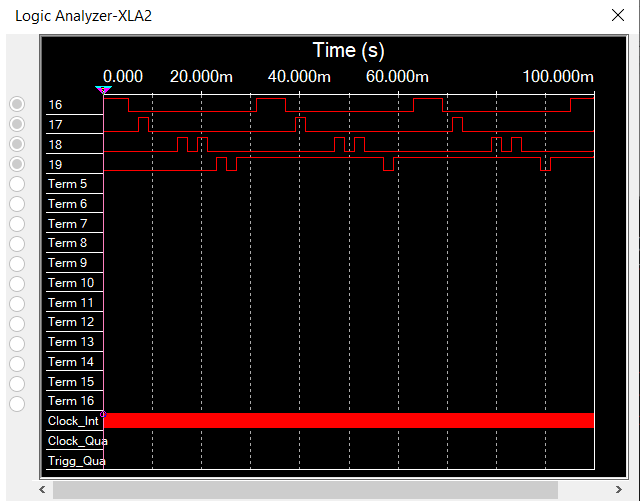 Logic Analyzer-XLA2
Time (s)
0.000 20.000m 40.000m 60.000m 100.000m
16
17
18
19
Term 5
Term 6
Term 7
Term 8
Term 9
Term 10
Term 11
Term 12
Term 13
Term 14
Term 15
Term 16
Clock_Int
Clock_Qua
Trigg_Qua